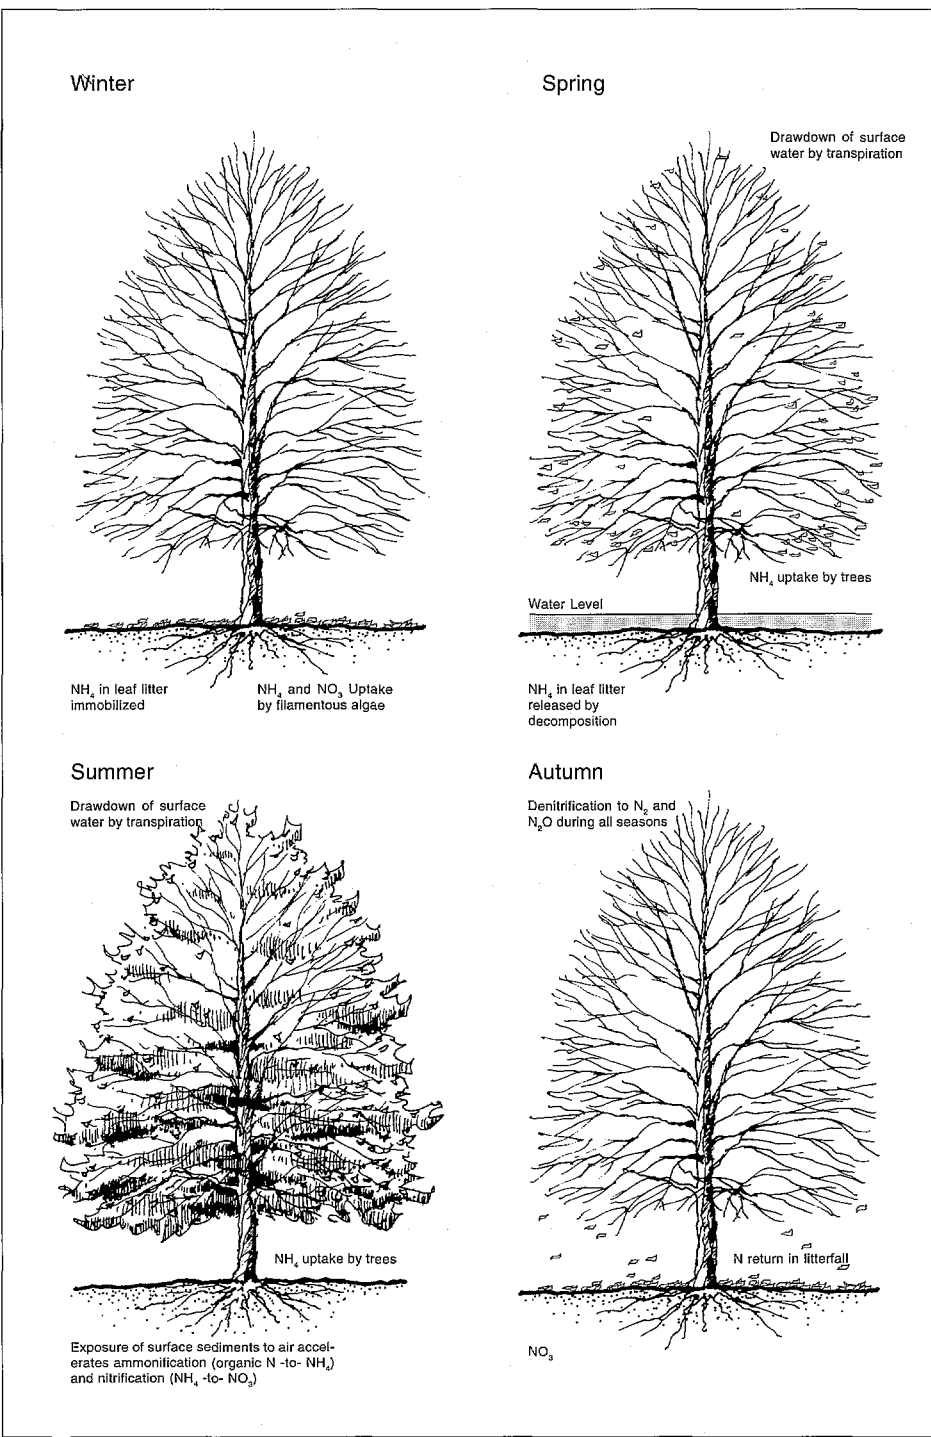 Winter
NH₄ in leaf litter
immobilized
NH₄ and NO₃ Uptake
by filamentous algae
Spring
Drawdown of surface
water by transpiration
NH₄ uptake by trees
Water Level
NH₄ in leaf litter
released by
decomposition
Summer
Drawdown of surface
water by transpiration
NH₄ uptake by trees
Exposure of surface sediments to air accel-
erates ammonification (organic N -to- NH₄)
and nitrification (NH₄ -to- NO₃)
Autumn
Denitrification to N₂ and
N₂O during all seasons
N return in litterfall
NO₃